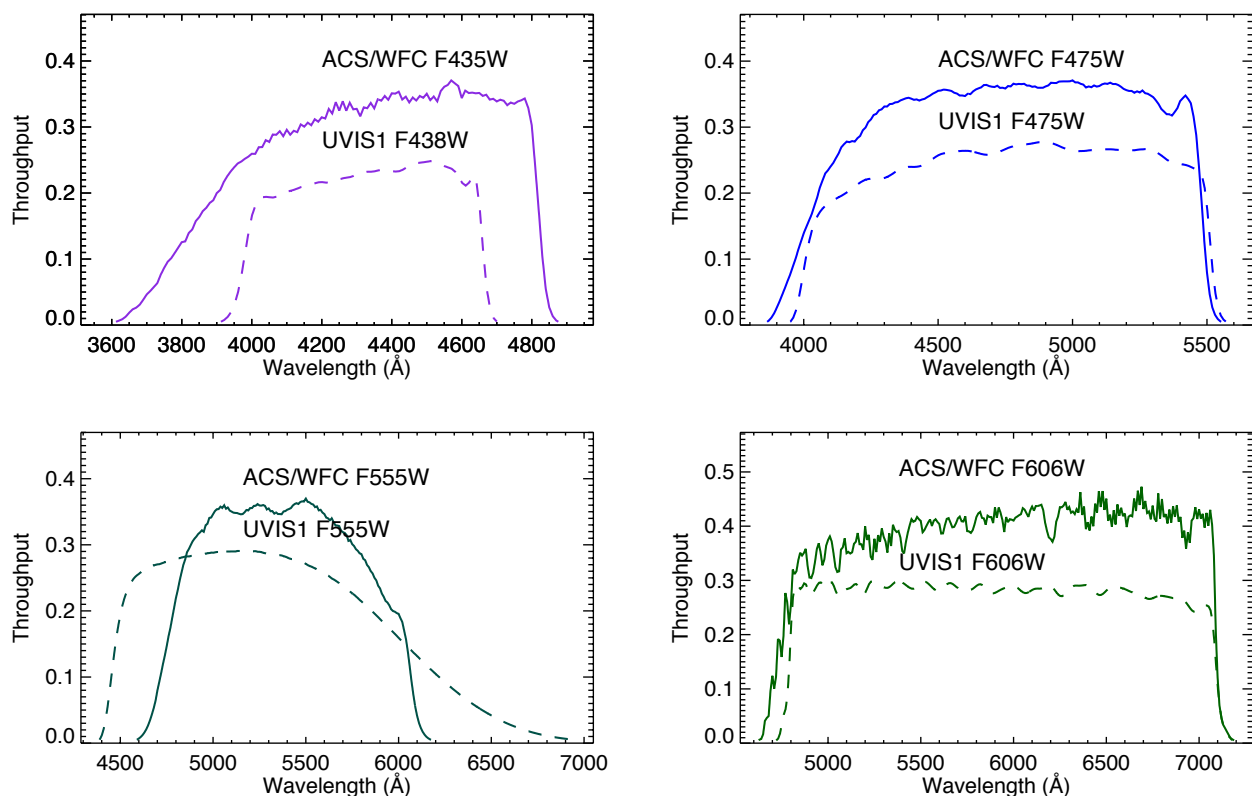 ACS/WFC F435W
UVIS1 F438W
Throughput
0.4
0.3
0.2
0.1
0.0
3600 3800 4000 4200 4400 4600 4800
Wavelength (Å)
ACS/WFC F475W
UVIS1 F475W
Throughput
0.4
0.3
0.2
0.1
0.0
4000 4500 5000 5500
Wavelength (Å)
ACS/WFC F555W
UVIS1 F555W
Throughput
0.4
0.3
0.2
0.1
0.0
4500 5000 5500 6000 6500 7000
Wavelength (Å)
ACS/WFC F606W
UVIS1 F606W
Throughput
0.5
0.4
0.3
0.2
0.1
0.0
5000 5500 6000 6500 7000
Wavelength (Å)